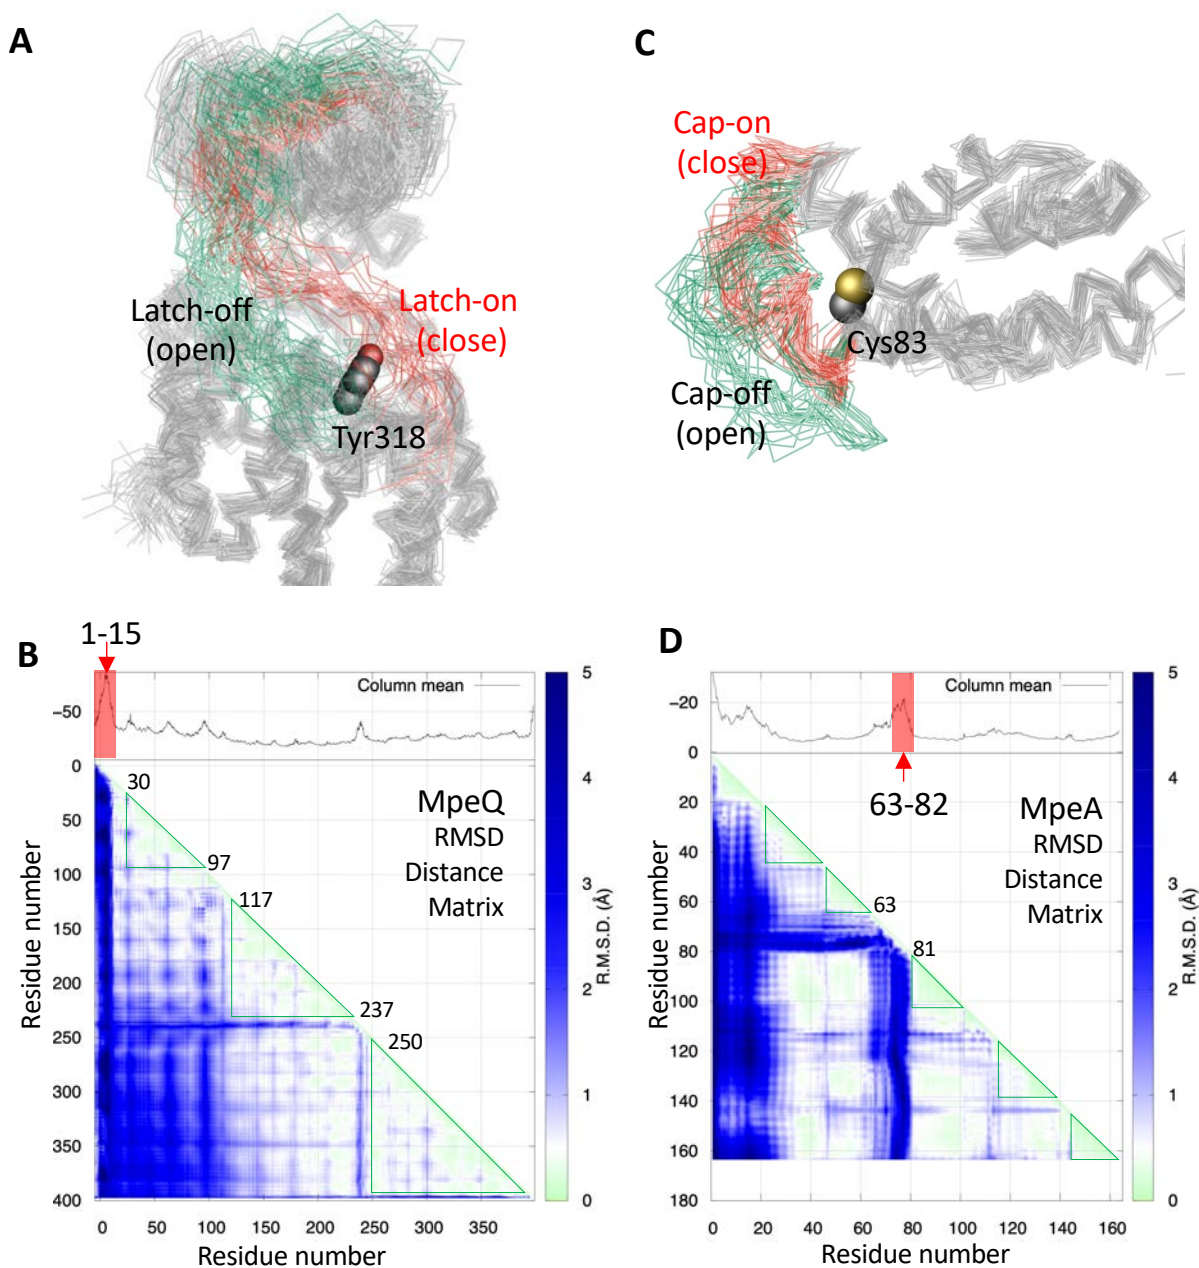 A
Latch-off
(open)
Latch-on
(close)
Tyr318
C
Cap-on
(close)
Cys83
Cap-off
(open)
B
1-15
Column mean
−50
0
50
100
150
200
250
300
350
400
Residue number
30
97
117
237
250
MpeQ
RMSD
Distance
Matrix
0 50 100 150 200 250 300 350
Residue number
5
4
3
2
1
0
R.M.S.D. (Å)
D
Column mean
−20
0
63-82
20
40
60
80
100
120
140
160
180
Residue number
63
81
MpeA
RMSD
Distance
Matrix
0 20 40 60 80 100 120 140 160
Residue number
5
4
3
2
1
0
R.M.S.D. (Å)